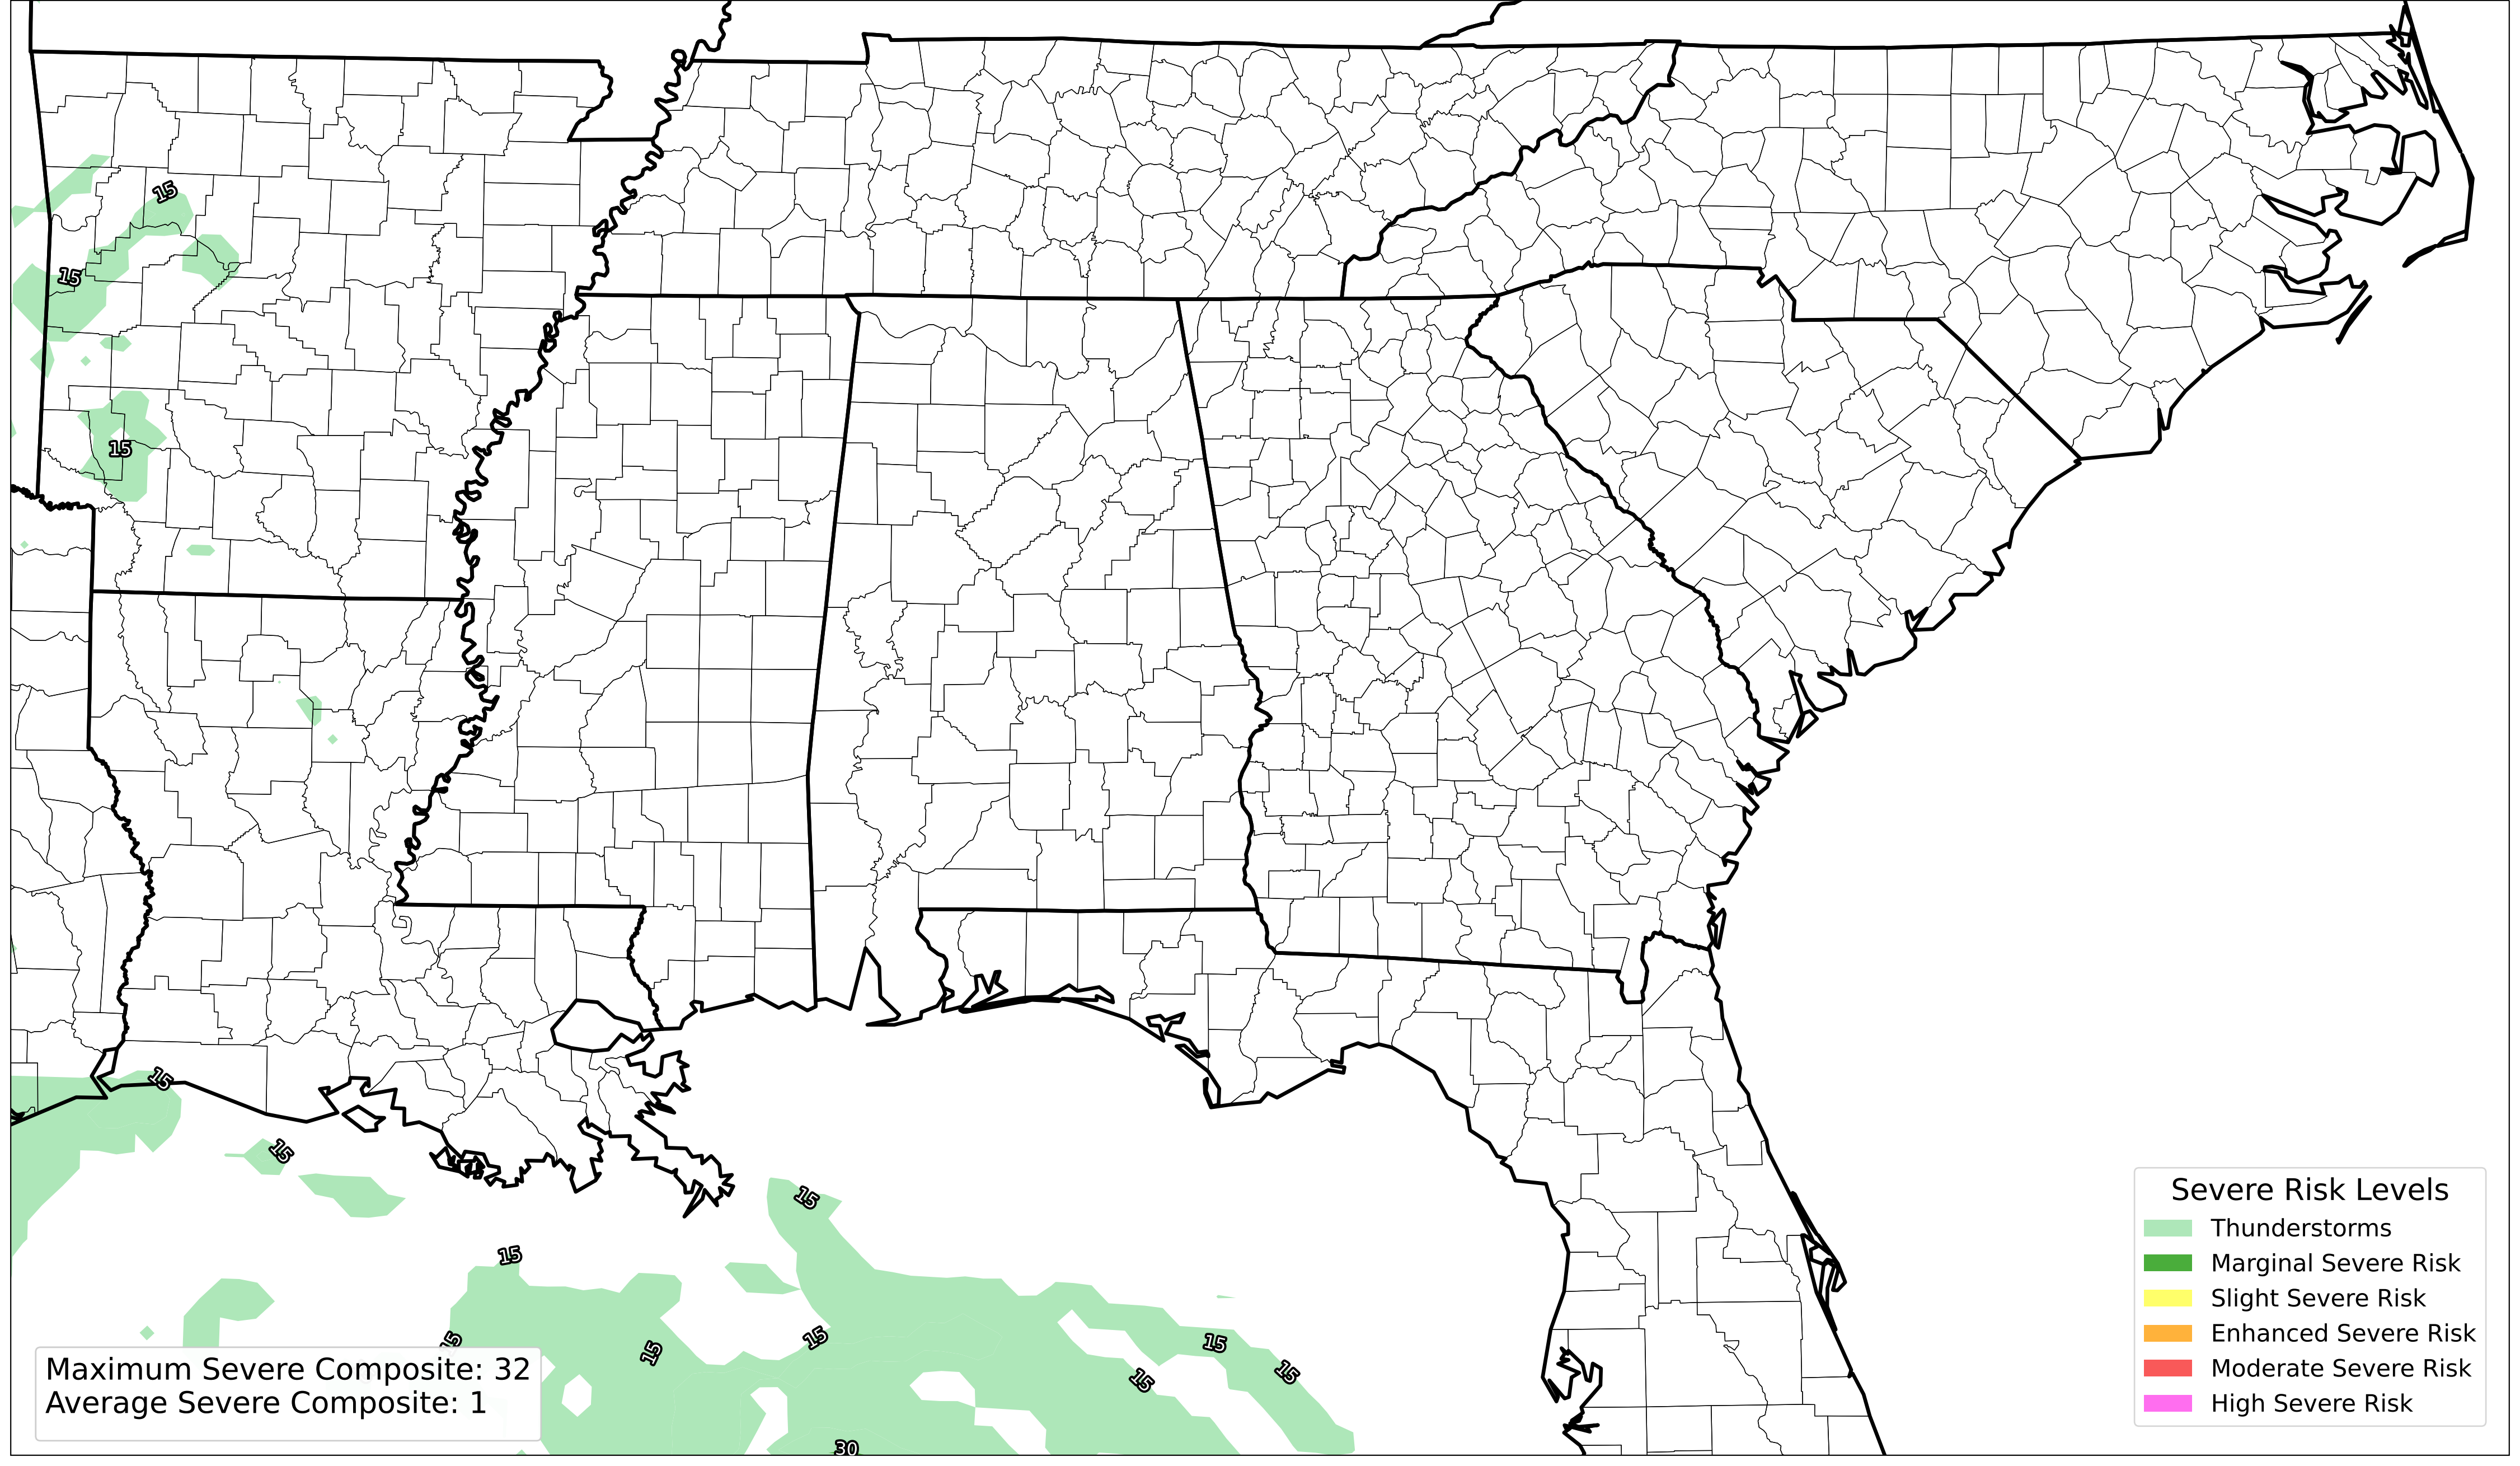 15
15
15
15
15
15
15
15
15
15
15
15
15
30
Severe Risk Levels
Thunderstorms
Marginal Severe Risk
Slight Severe Risk
Enhanced Severe Risk
Moderate Severe Risk
High Severe Risk
Maximum Severe Composite: 32
Average Severe Composite: 1